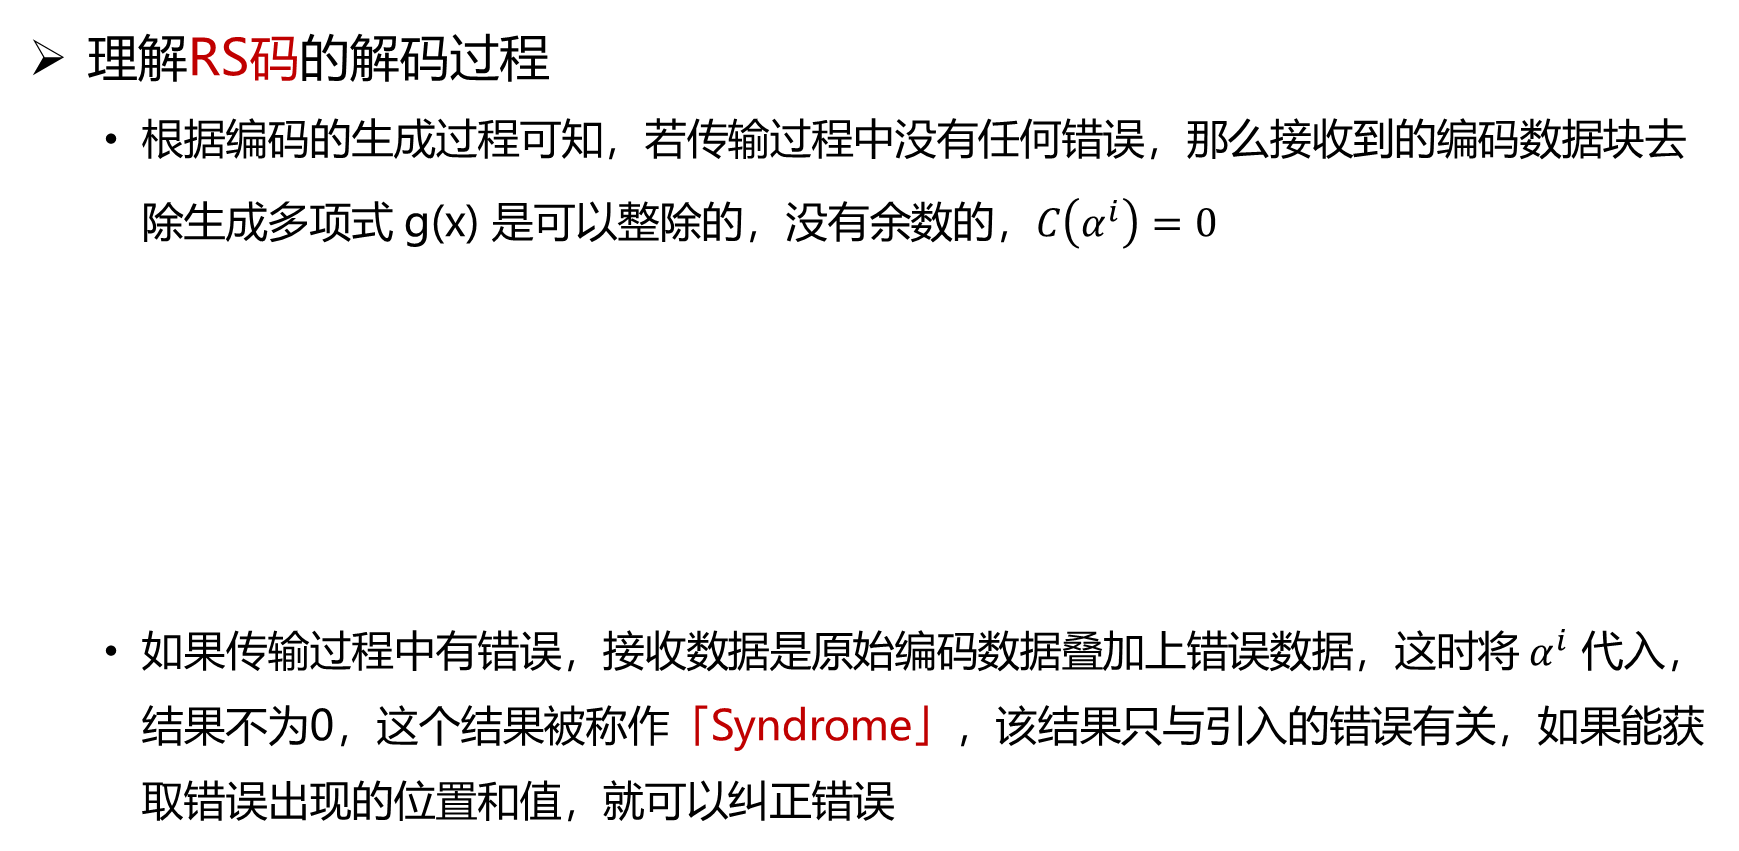 ➢ 理解RS码的解码过程
• 根据编码的生成过程可知，若传输过程中没有任何错误，那么接收到的编码数据块去
除生成多项式 g(x) 是可以整除的，没有余数的，C(αⁱ) = 0
• 如果传输过程中有错误，接收数据是原始编码数据叠加上错误数据，这时将 αⁱ 代入，
结果不为0，这个结果被称作「Syndrome」，该结果只与引入的错误有关，如果能获
取错误出现的位置和值，就可以纠正错误